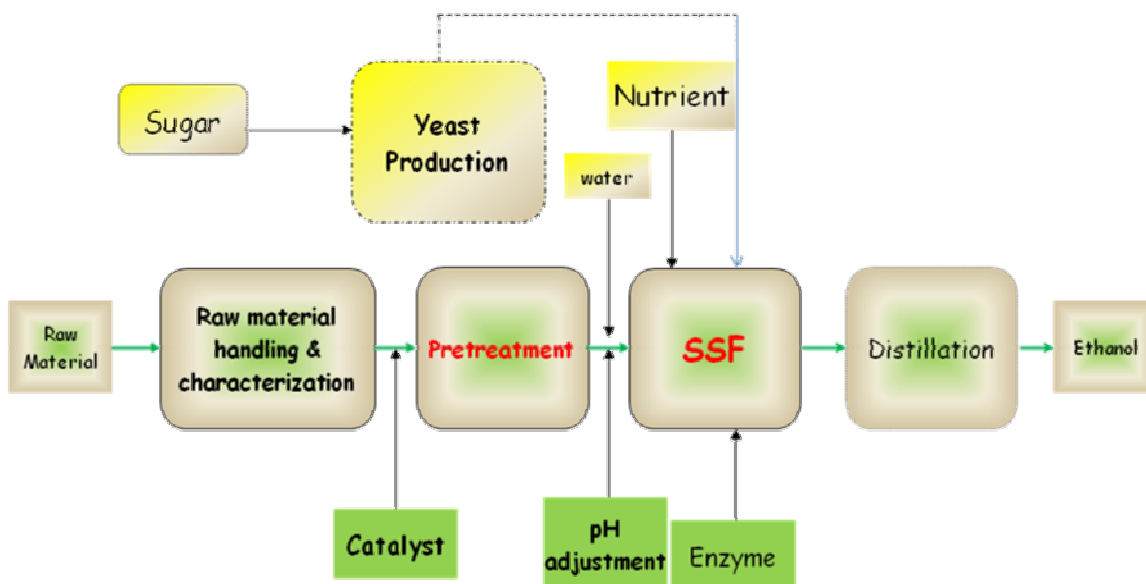 Sugar
Yeast
Production
Nutrient
water
Raw
Material
Raw material
handling &
characterization
Pretreatment
SSF
Distillation
Ethanol
Catalyst
pH
adjustment
Enzyme